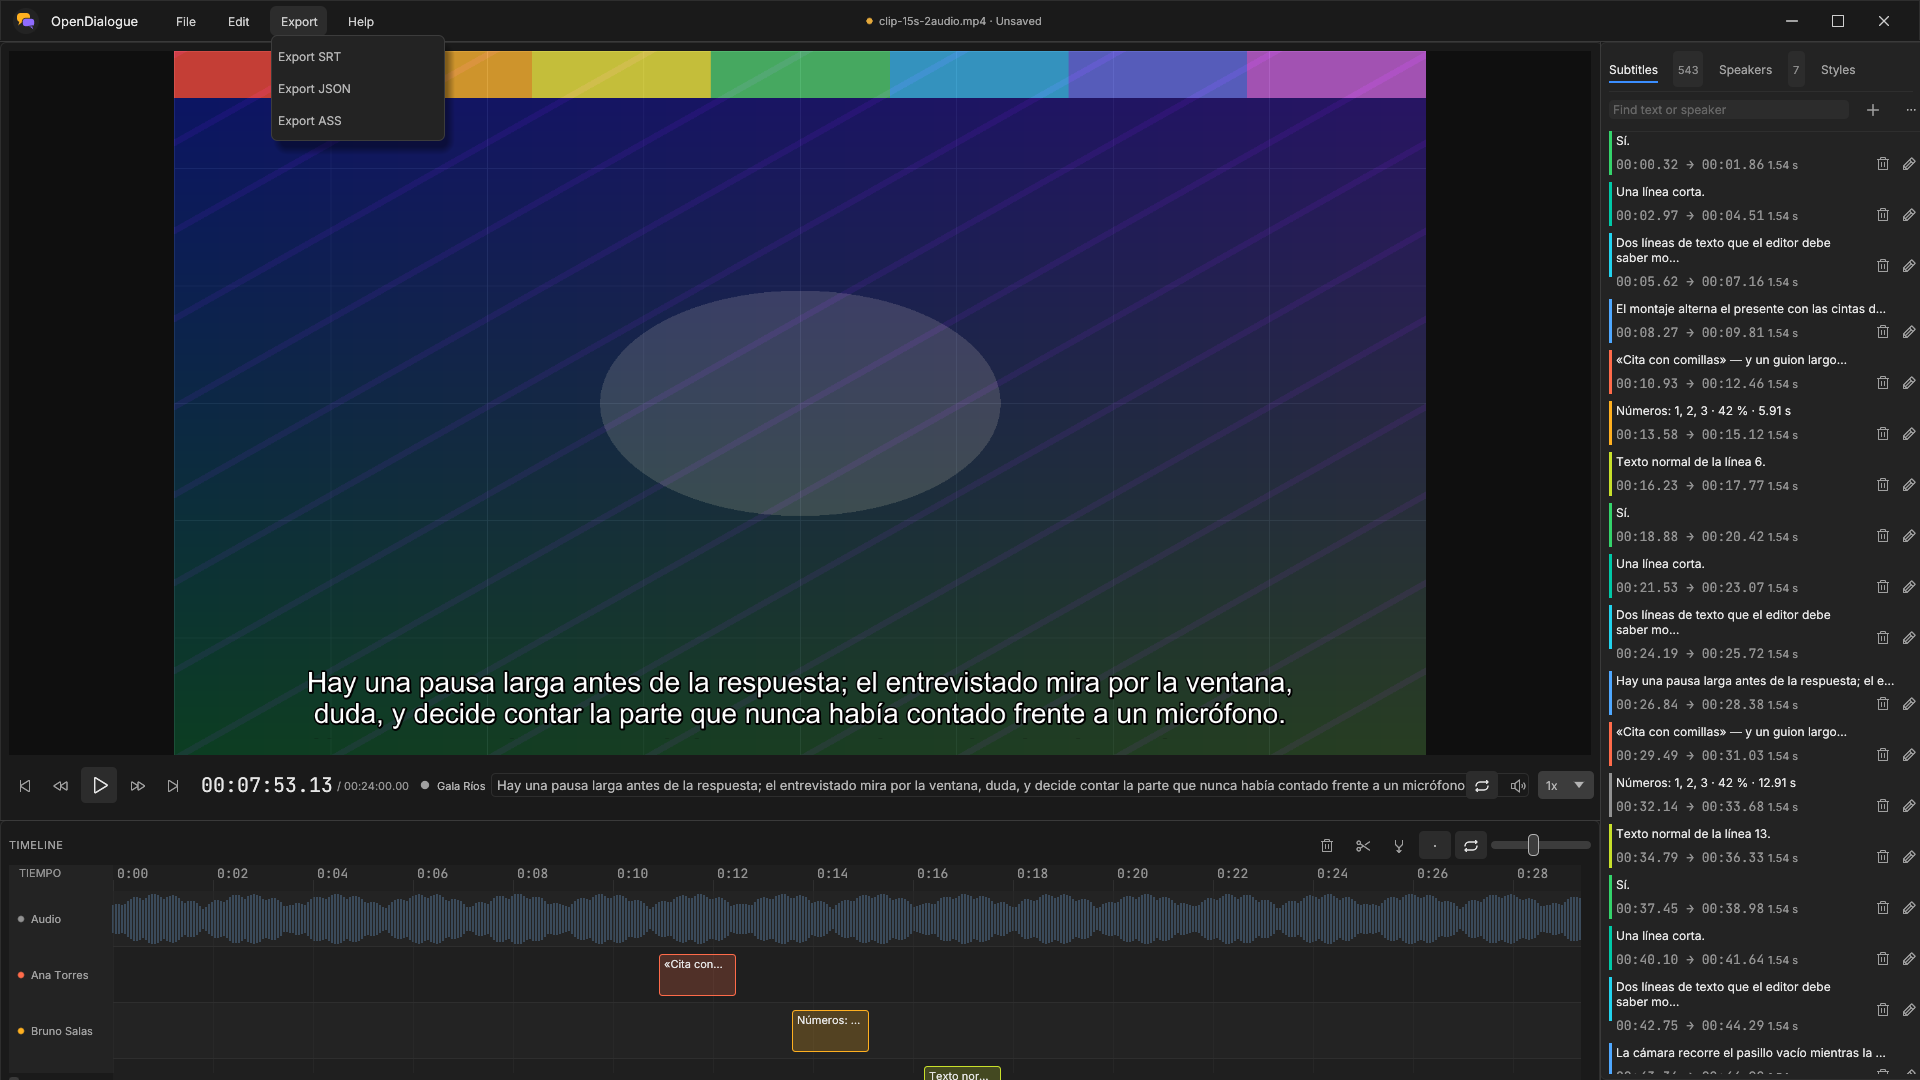 OpenDialogue
File
Edit
Export
Help
clip-15s-2audio.mp4 · Unsaved
Export SRT
Export JSON
Export ASS
Hay una pausa larga antes de la respuesta; el entrevistado mira por la ventana,
duda, y decide contar la parte que nunca había contado frente a un micrófono.
00:07:53.13 / 00:24:00.00
Gala Ríos
Hay una pausa larga antes de la respuesta; el entrevistado mira por la ventana, duda, y decide contar la parte que nunca había contado frente a un micrófono
1x
Subtitles 543
Speakers 7
Styles
Find text or speaker
Sí.
00:00.32 → 00:01.86 1.54 s
Una línea corta.
00:02.97 → 00:04.51 1.54 s
Dos líneas de texto que el editor debe
saber mo...
00:05.62 → 00:07.16 1.54 s
El montaje alterna el presente con las cintas d...
00:08.27 → 00:09.81 1.54 s
«Cita con comillas» — y un guion largo...
00:10.93 → 00:12.46 1.54 s
Números: 1, 2, 3 · 42 % · 5.91 s
00:13.58 → 00:15.12 1.54 s
Texto normal de la línea 6.
00:16.23 → 00:17.77 1.54 s
Sí.
00:18.88 → 00:20.42 1.54 s
Una línea corta.
00:21.53 → 00:23.07 1.54 s
Dos líneas de texto que el editor debe
saber mo...
00:24.19 → 00:25.72 1.54 s
Hay una pausa larga antes de la respuesta; el e...
00:26.84 → 00:28.38 1.54 s
«Cita con comillas» — y un guion largo...
00:29.49 → 00:31.03 1.54 s
Números: 1, 2, 3 · 42 % · 12.91 s
00:32.14 → 00:33.68 1.54 s
Texto normal de la línea 13.
00:34.79 → 00:36.33 1.54 s
Sí.
00:37.45 → 00:38.98 1.54 s
Una línea corta.
00:40.10 → 00:41.64 1.54 s
Dos líneas de texto que el editor debe
saber mo...
00:42.75 → 00:44.29 1.54 s
La cámara recorre el pasillo vacío mientras la ...
TIMELINE
TIEMPO
0:00 0:02 0:04 0:06 0:08 0:10 0:12 0:14 0:16 0:18 0:20 0:22 0:24 0:26 0:28
Audio
Ana Torres
«Cita con...
Bruno Salas
Números: ...
Texto nor...